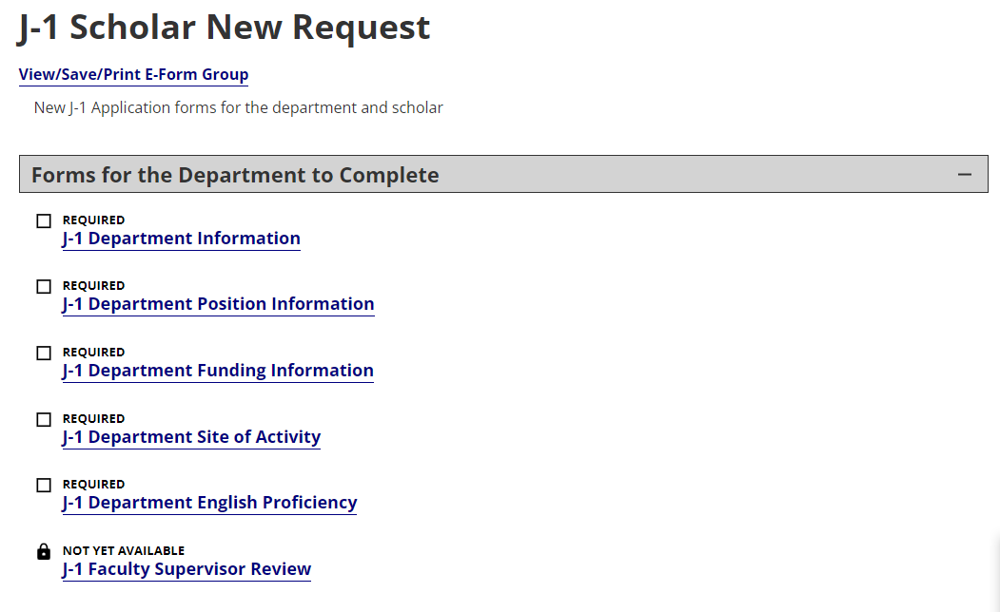 J-1 Scholar New Request
View/Save/Print E-Form Group
New J-1 Application forms for the department and scholar
Forms for the Department to Complete
REQUIRED
J-1 Department Information
REQUIRED
J-1 Department Position Information
REQUIRED
J-1 Department Funding Information
REQUIRED
J-1 Department Site of Activity
REQUIRED
J-1 Department English Proficiency
NOT YET AVAILABLE
J-1 Faculty Supervisor Review